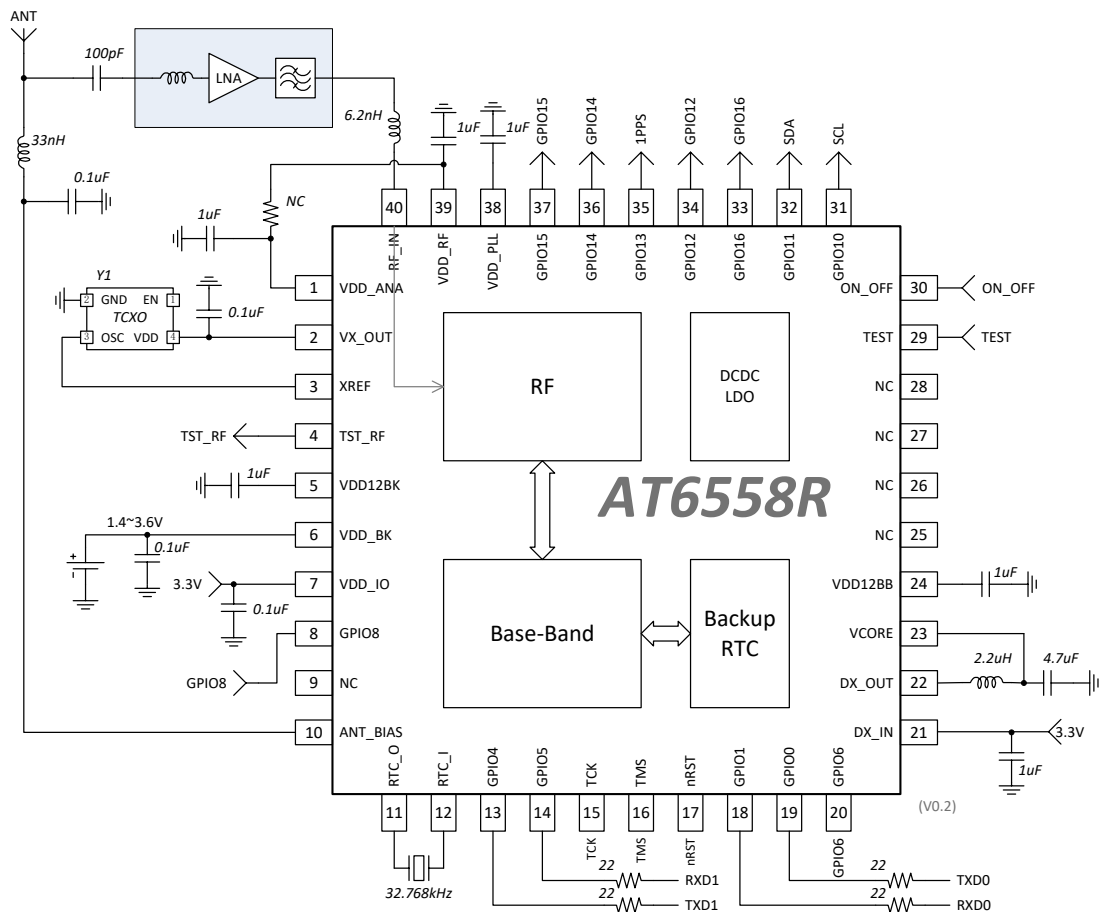 ANT
100pF
LNA
33nH
0.1uF
6.2nH
1uF
1uF
NC
1uF
GPIO15
GPIO14
1PPS
GPIO12
GPIO16
SDA
SCL
40
39
38
37
36
35
34
33
32
31
RF_IN
VDD_RF
VDD_PLL
GPIO15
GPIO14
GPIO13
GPIO12
GPIO16
GPIO11
GPIO10
Y1
2 GND EN 1
TCXO
3 OSC VDD 4
0.1uF
1 VDD_ANA
2 VX_OUT
3 XREF
TST_RF 4 TST_RF
1uF
5 VDD12BK
1.4~3.6V
6 VDD_BK
+
-
0.1uF
3.3V 7 VDD_IO
0.1uF
8 GPIO8
GPIO8
9 NC
10 ANT_BIAS
RF
DCDC
LDO
AT6558R
Base-Band
Backup
RTC
ON_OFF 30 ON_OFF
TEST 29 TEST
NC 28
NC 27
NC 26
NC 25
VDD12BB 24
1uF
VCORE 23
2.2uH
4.7uF
DX_OUT 22
DX_IN 21
3.3V
1uF
(V0.2)
RTC_O
RTC_I
GPIO4
GPIO5
TCK
TMS
nRST
GPIO1
GPIO0
GPIO6
11
12
13
14
15
16
17
18
19
20
TCK
TMS
nRST
GPIO6
32.768kHz
22
RXD1
22
TXD1
22
TXD0
22
RXD0